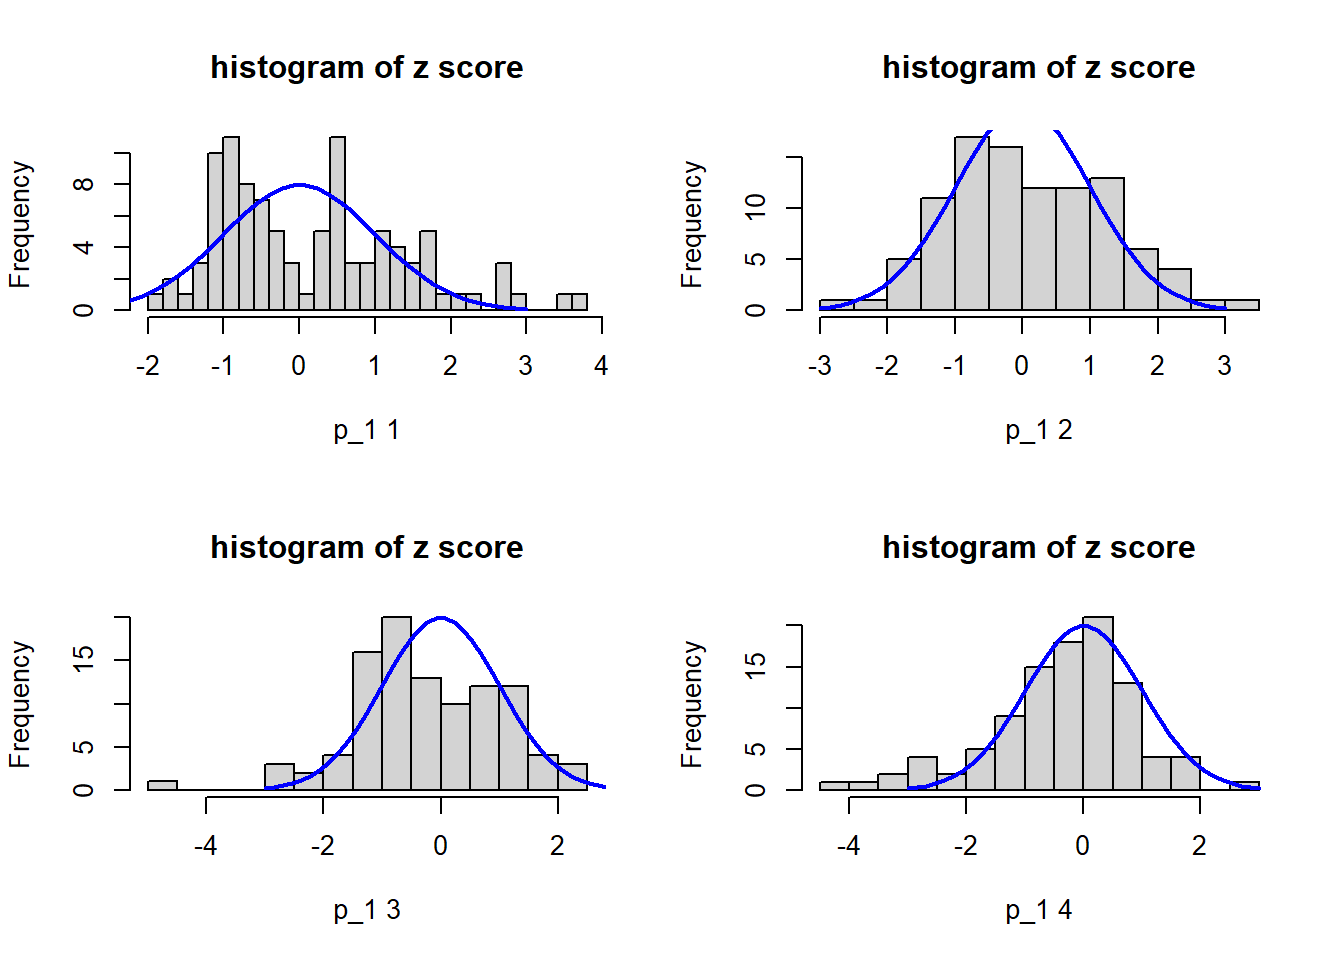 histogram of z score
Frequency
0 4 8
-2 -1 0 1 2 3 4
p_1 1
histogram of z score
Frequency
0 5 10
-3 -2 -1 0 1 2 3
p_1 2
histogram of z score
Frequency
0 5 15
-4 -2 0 2
p_1 3
histogram of z score
Frequency
0 5 15
-4 -2 0 2
p_1 4